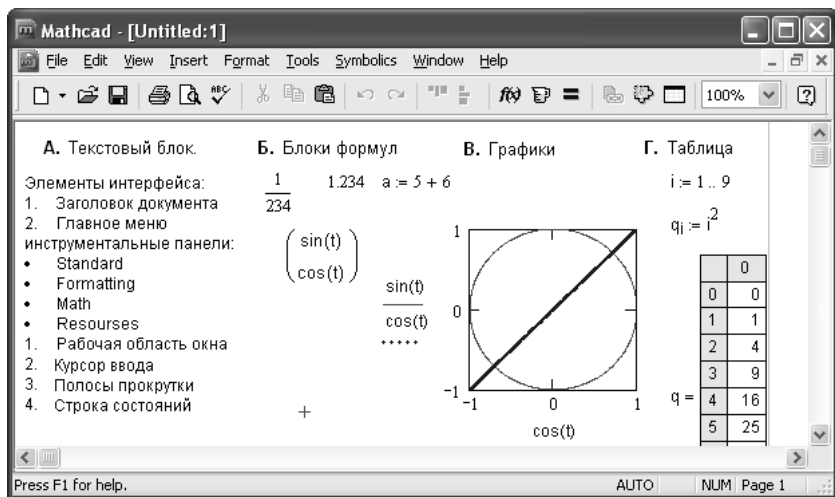 Mathcad - [Untitled:1]
File Edit View Insert Format Tools Symbolics Window Help
ABC f(x) 100%
А. Текстовый блок. Б. Блоки формул В. Графики Г. Таблица
Элементы интерфейса:
1. Заголовок документа
2. Главное меню
инструментальные панели:
• Standard
• Formatting
• Math
• Resourses
1. Рабочая область окна
2. Курсор ввода
3. Полосы прокрутки
4. Строка состояний
1
234
1.234 a := 5 + 6
sin(t)
cos(t)
sin(t)
cos(t)
1
0
−1
−1 0 1
cos(t)
i := 1 .. 9
qi := i2
q =
0
0 0
1 1
2 4
3 9
4 16
5 25
Press F1 for help. AUTO NUM Page 1